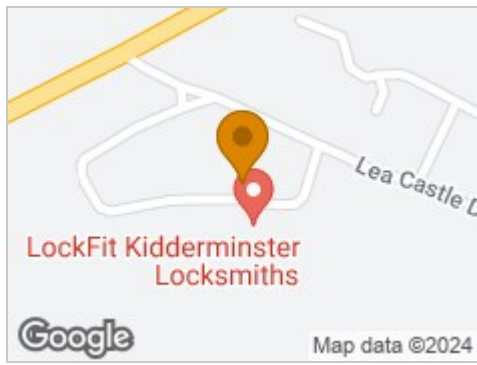 Lea Castle D
LockFit Kidderminster
Locksmiths
Google
Map data ©2024